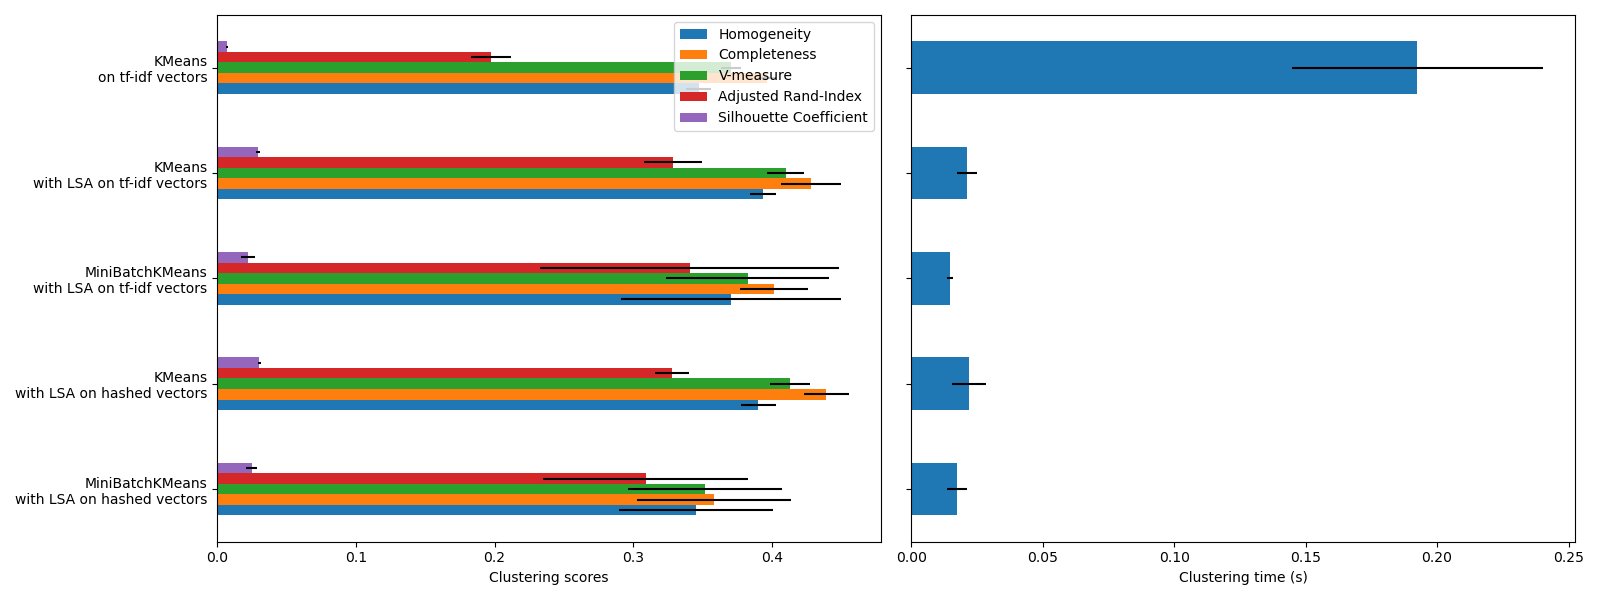 KMeans
on tf-idf vectors
KMeans
with LSA on tf-idf vectors
MiniBatchKMeans
with LSA on tf-idf vectors
KMeans
with LSA on hashed vectors
MiniBatchKMeans
with LSA on hashed vectors
Homogeneity
Completeness
V-measure
Adjusted Rand-Index
Silhouette Coefficient
0.0 0.1 0.2 0.3 0.4
Clustering scores
0.00 0.05 0.10 0.15 0.20 0.25
Clustering time (s)